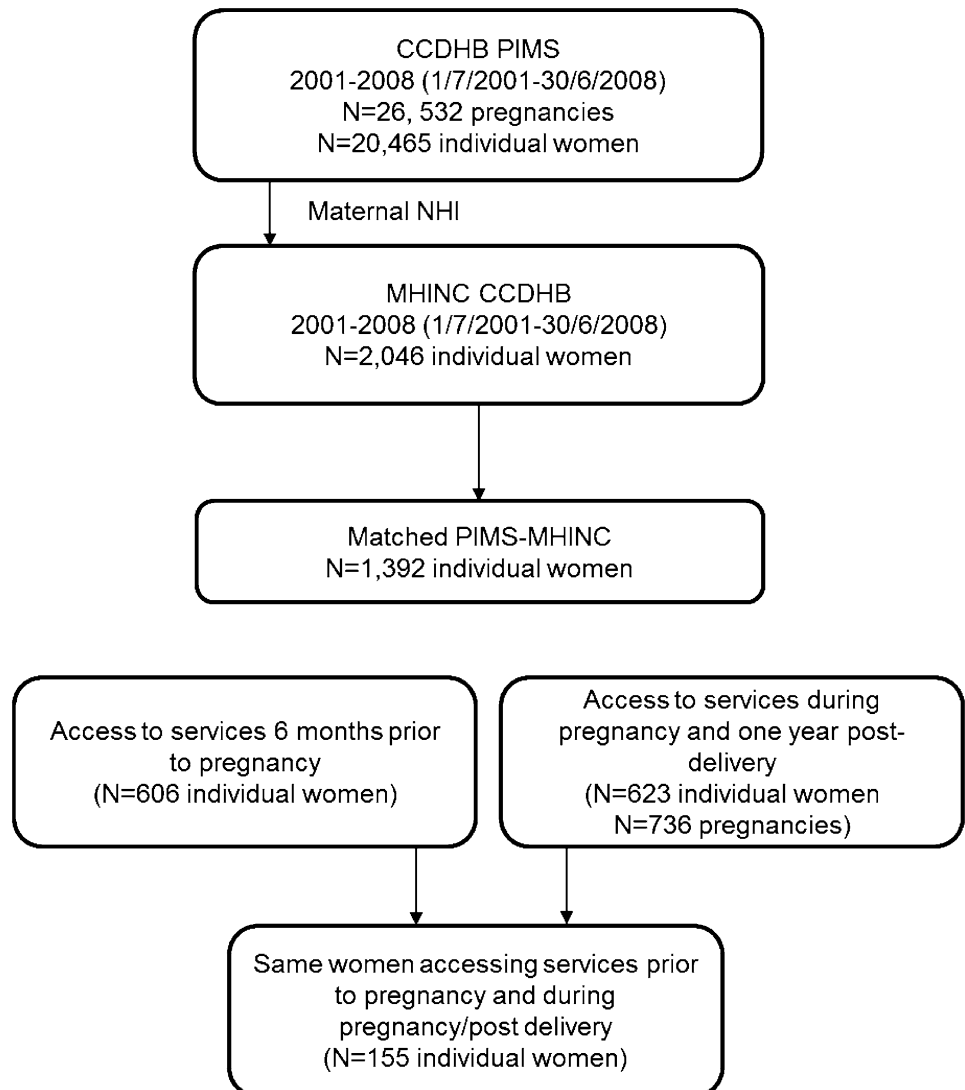 CCDHB PIMS
2001-2008 (1/7/2001-30/6/2008)
N=26, 532 pregnancies
N=20,465 individual women
Maternal NHI
MHINC CCDHB
2001-2008 (1/7/2001-30/6/2008)
N=2,046 individual women
Matched PIMS-MHINC
N=1,392 individual women
Access to services 6 months prior
to pregnancy
(N=606 individual women)
Access to services during
pregnancy and one year post-
delivery
(N=623 individual women
N=736 pregnancies)
Same women accessing services prior
to pregnancy and during
pregnancy/post delivery
(N=155 individual women)